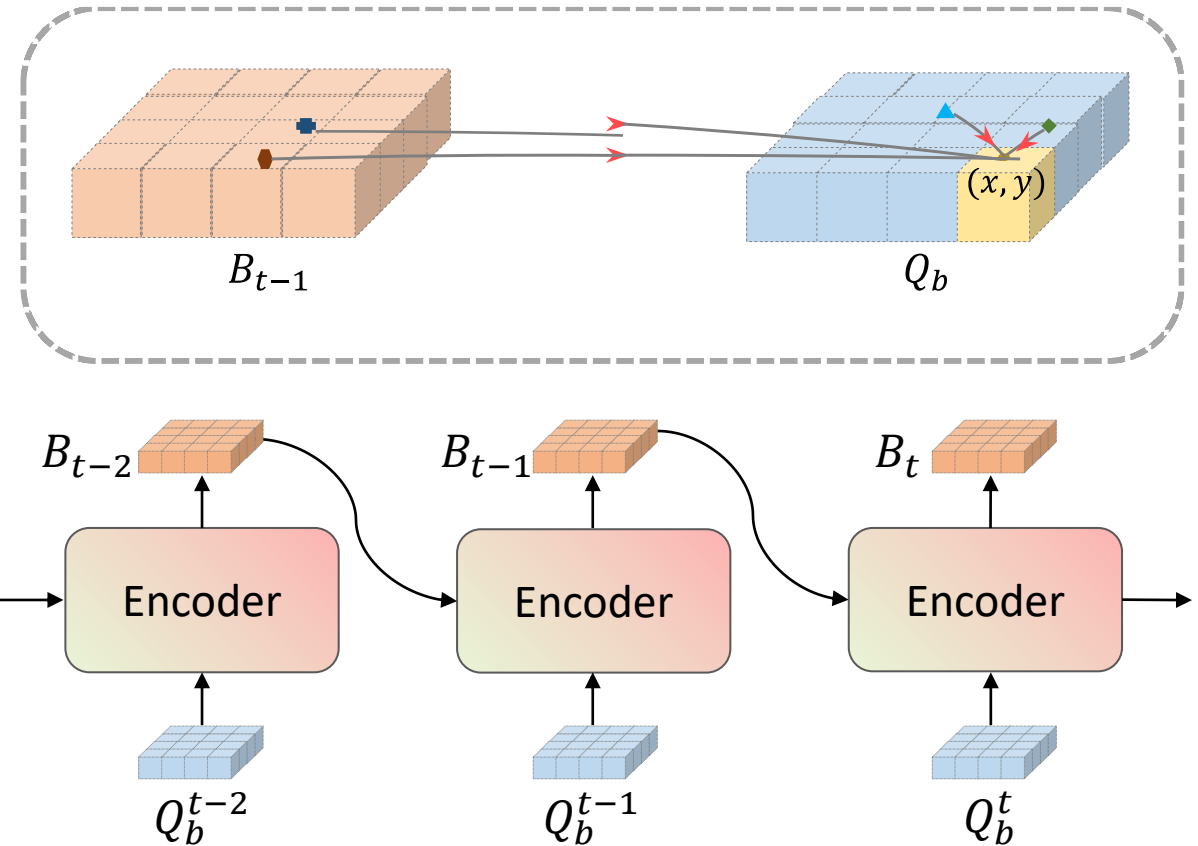 (x, y)
B_{t−1}
Q_b
B_{t−2}
B_{t−1}
B_t
Encoder
Encoder
Encoder
Q_b^{t−2}
Q_b^{t−1}
Q_b^t